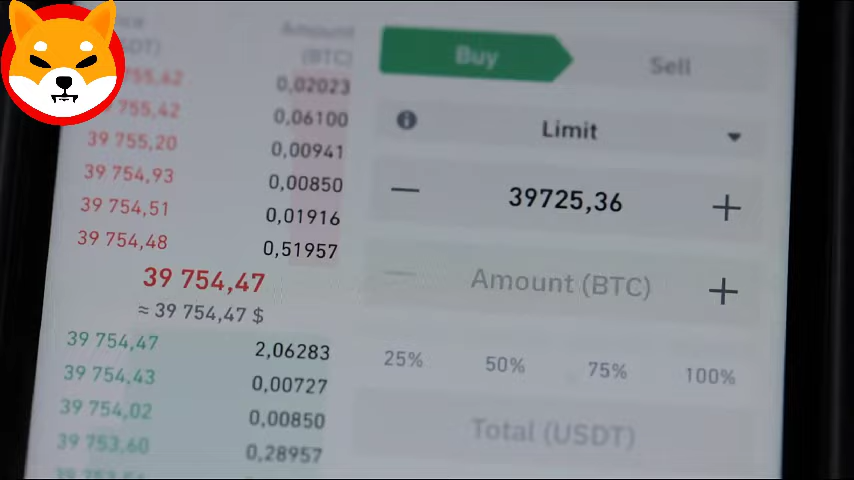 Amount
(BTC)
755,62 0,02023
755,42 0,06100
39 755,20 0,00941
39 754,93 0,00850
39 754,51 0,01916
39 754,48 0,51957
39 754,47
≈ 39 754,47 $
39 754,47 2,06283
39 754,43 0,00727
39 754,02 0,00850
39 753,60 0,28957
Buy Sell
Limit
39725,36
Amount (BTC)
25% 50% 75% 100%
Total (USDT)